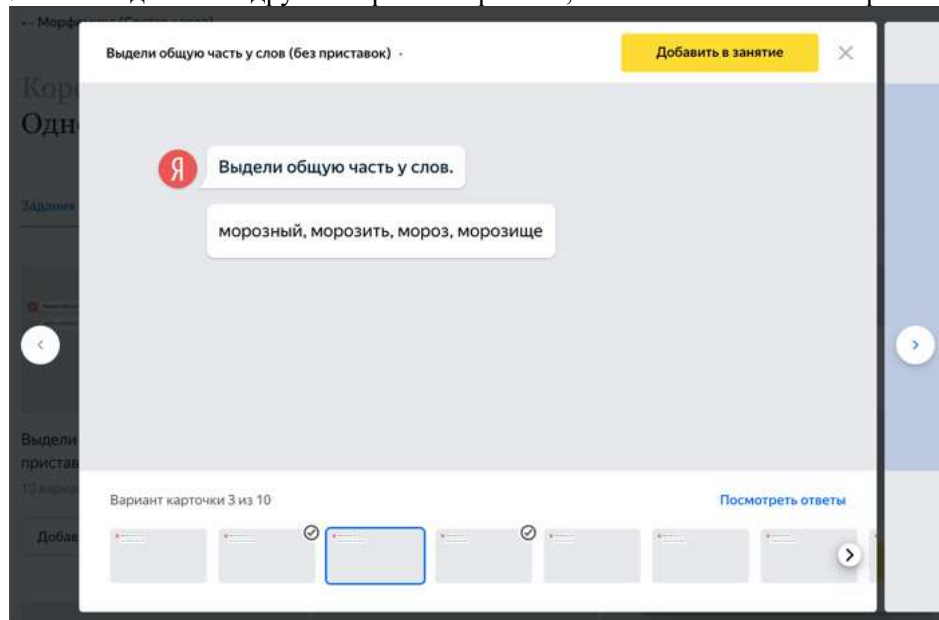 ← Морфе
Выдели общую часть у слов (без приставок)
Добавить в занятие
Одн
Я
Выдели общую часть у слов.
Задания
морозный, морозить, мороз, морозище
Выдели
пристав
Вариант карточки 3 из 10
Посмотреть ответы
Добав